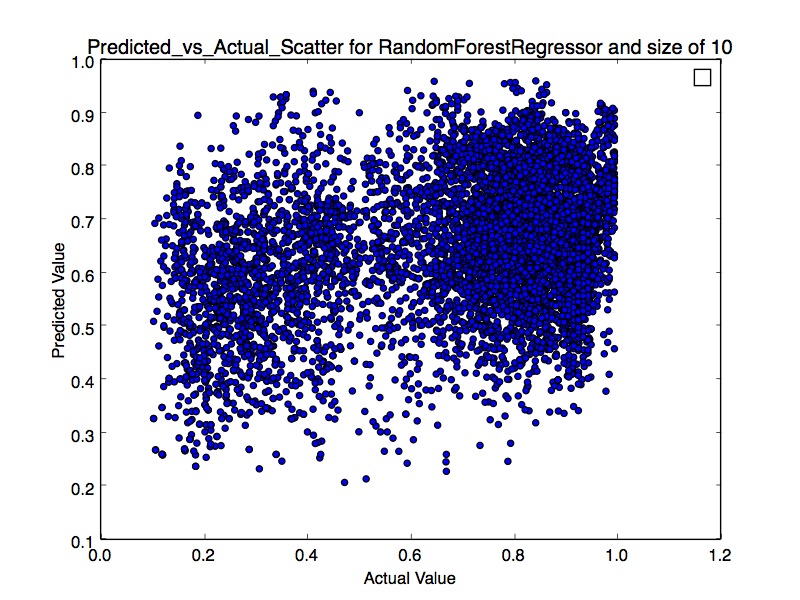 Predicted_vs_Actual_Scatter for RandomForestRegressor and size of 10
1.0
0.9
0.8
0.7
0.6
0.5
0.4
0.3
0.2
0.1
Predicted Value
0.0 0.2 0.4 0.6 0.8 1.0 1.2
Actual Value